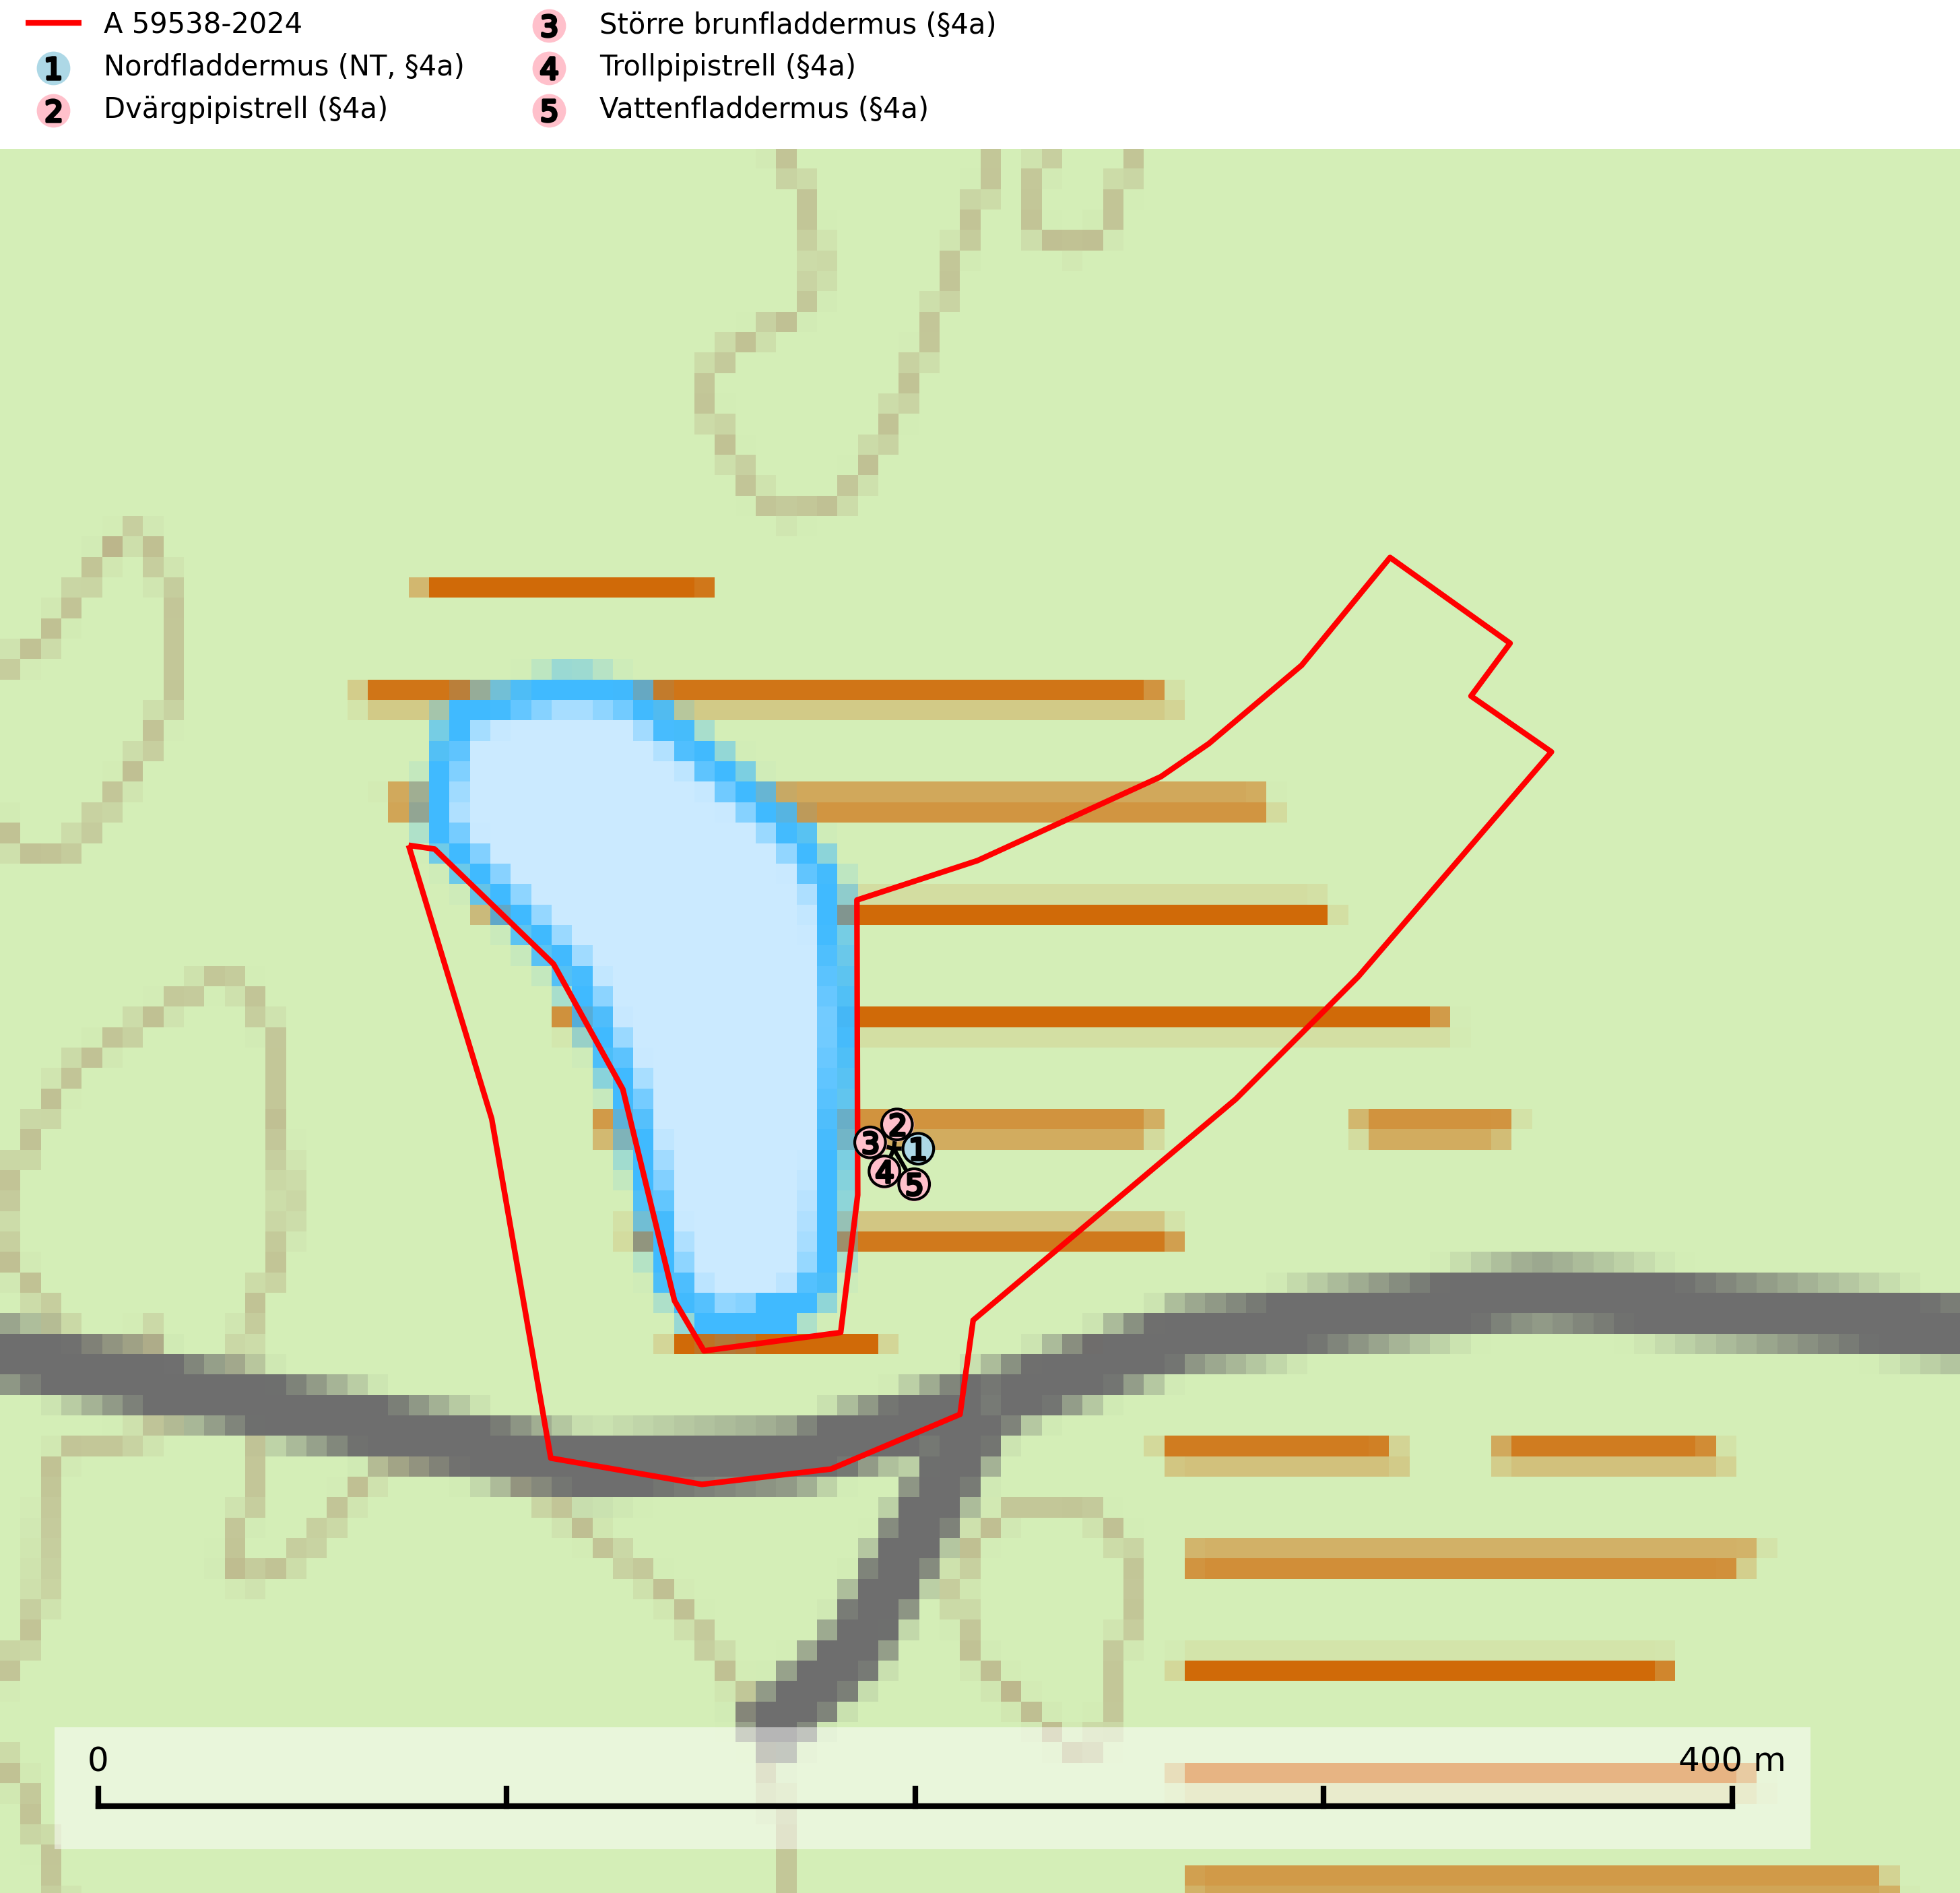 A 59538-2024
1 Nordfladdermus (NT, §4a)
2 Dvärgpipistrell (§4a)
3 Större brunfladdermus (§4a)
4 Trollpipistrell (§4a)
5 Vattenfladdermus (§4a)
2
3 1
4
5
0 400 m